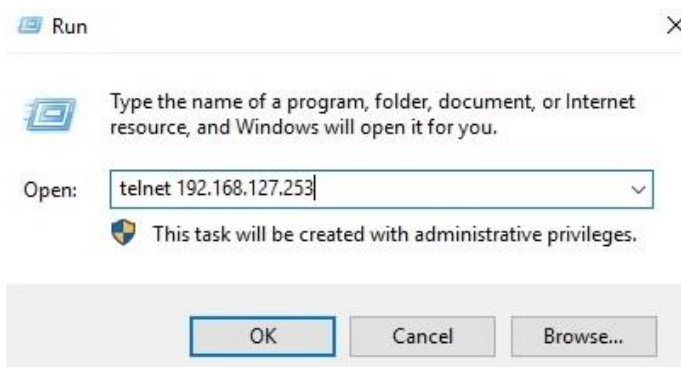 Run
Type the name of a program, folder, document, or Internet
resource, and Windows will open it for you.
Open: telnet 192.168.127.253
This task will be created with administrative privileges.
OK Cancel Browse...